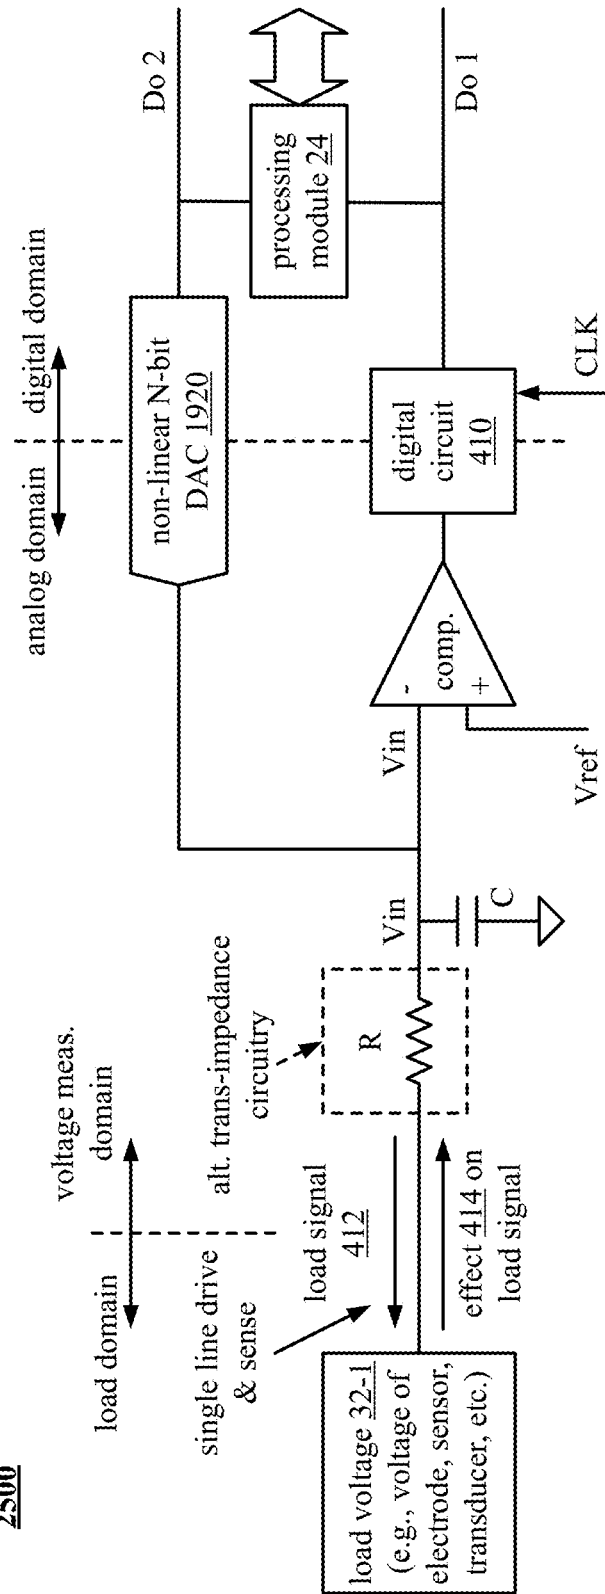 2500
load domain
voltage meas.
domain
analog domain
digital domain
single line drive
& sense
alt. trans-impedance
circuitry
non-linear N-bit
DAC 1920
Do 2
load signal
412
R
Vin
Vin
processing
module 24
load voltage 32-1
(e.g., voltage of
electrode, sensor,
transducer, etc.)
effect 414 on
load signal
C
-
comp.
+
Vref
digital
circuit
410
CLK
Do 1